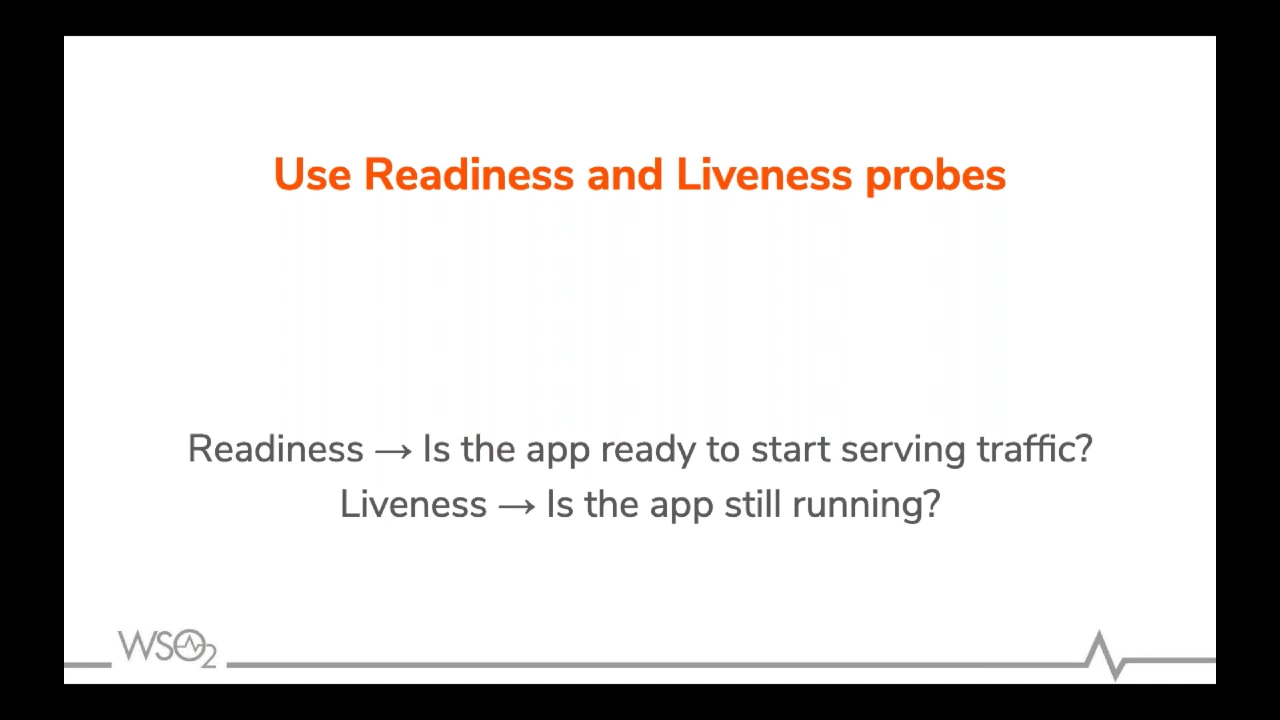 Use Readiness and Liveness probes
Readiness → Is the app ready to start serving traffic?
Liveness → Is the app still running?
WSO2